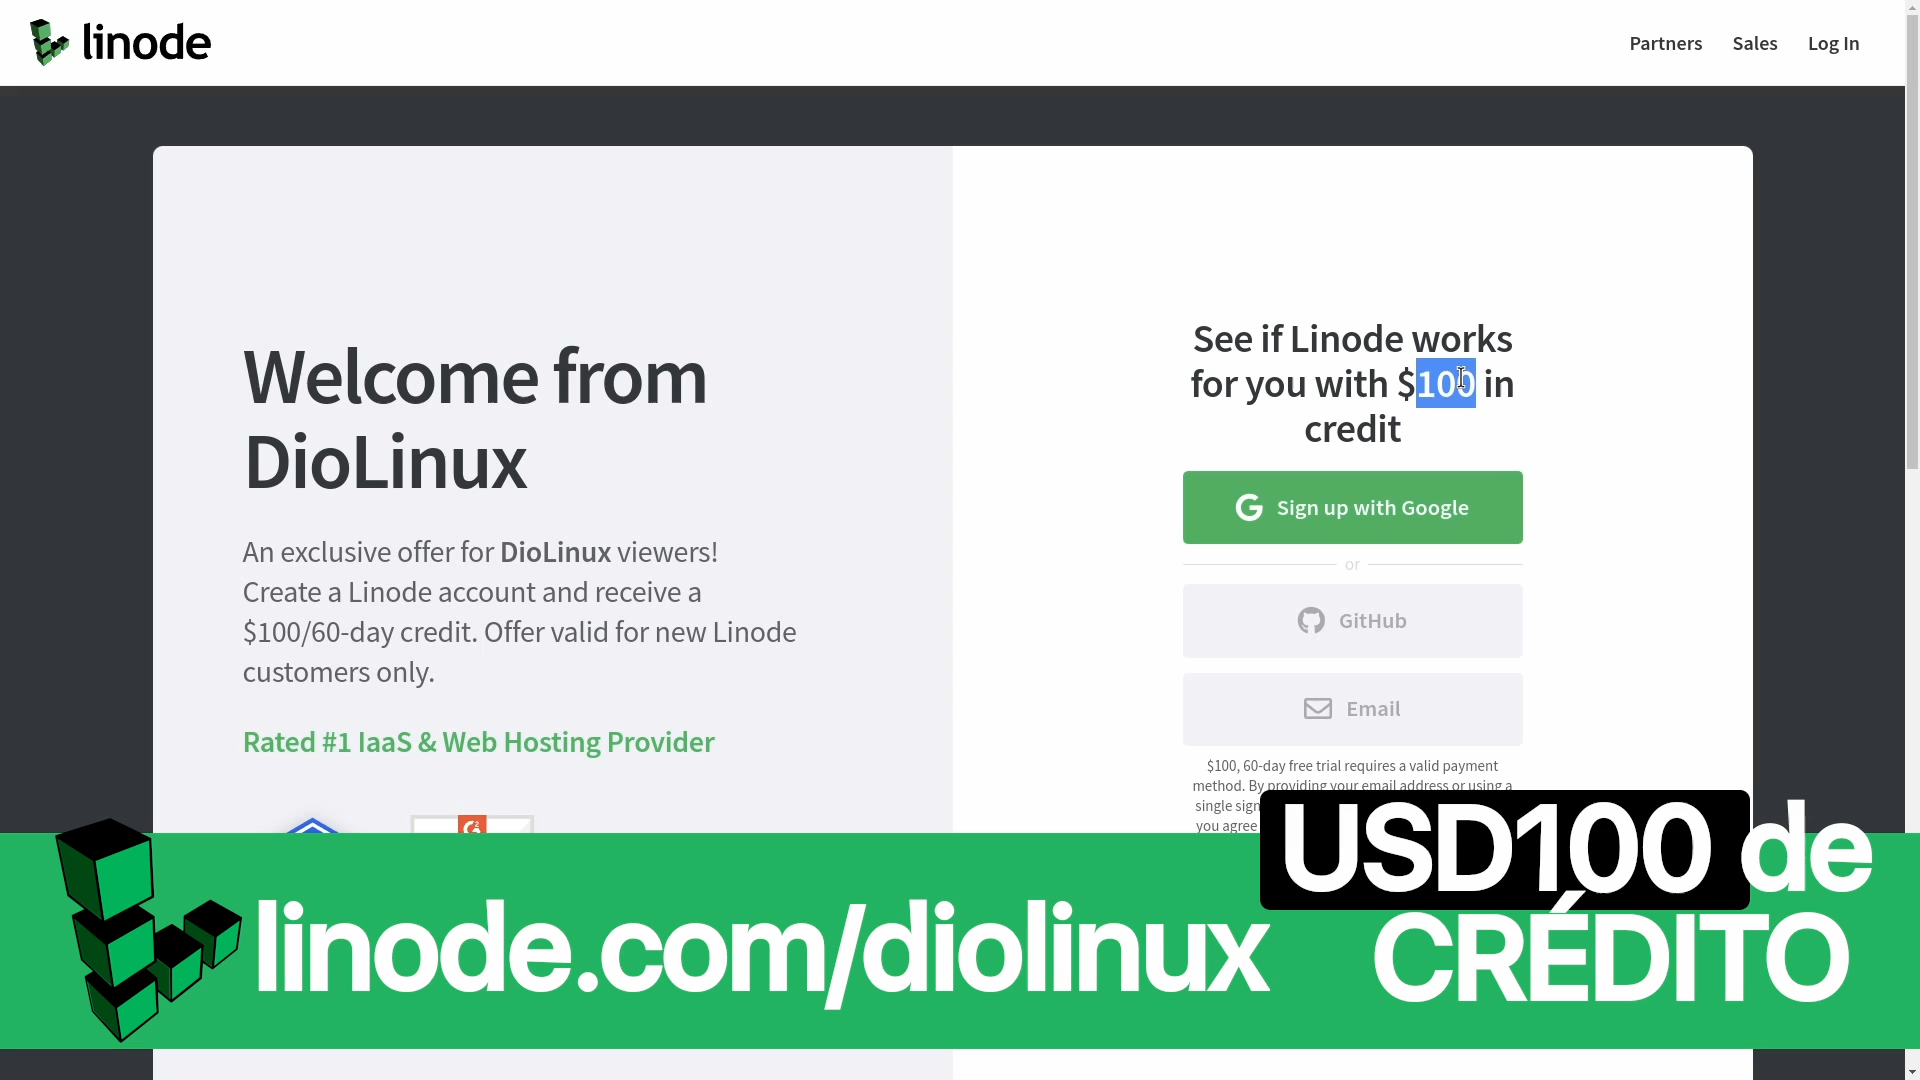 linode
Partners Sales Log In
Welcome from
DioLinux
An exclusive offer for DioLinux viewers!
Create a Linode account and receive a
$100/60-day credit. Offer valid for new Linode
customers only.
Rated #1 IaaS & Web Hosting Provider
See if Linode works
for you with $100 in
credit
Sign up with Google
or
GitHub
Email
$100, 60-day free trial requires a valid payment
method. By providing your email address or using a
single sign
you agree
linode.com/diolinux
USD100 de
CRÉDITO